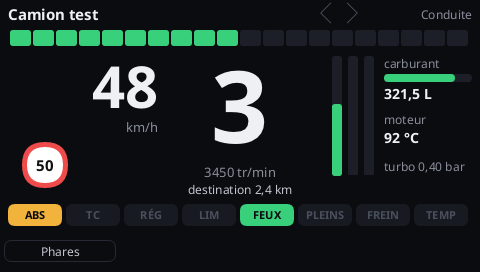 Camion test
Conduite
48
km/h
3
3450 tr/min
destination 2,4 km
50
carburant
321,5 L
moteur
92 °C
turbo 0,40 bar
ABS TC RÉG LIM FEUX PLEINS FREIN TEMP
Phares